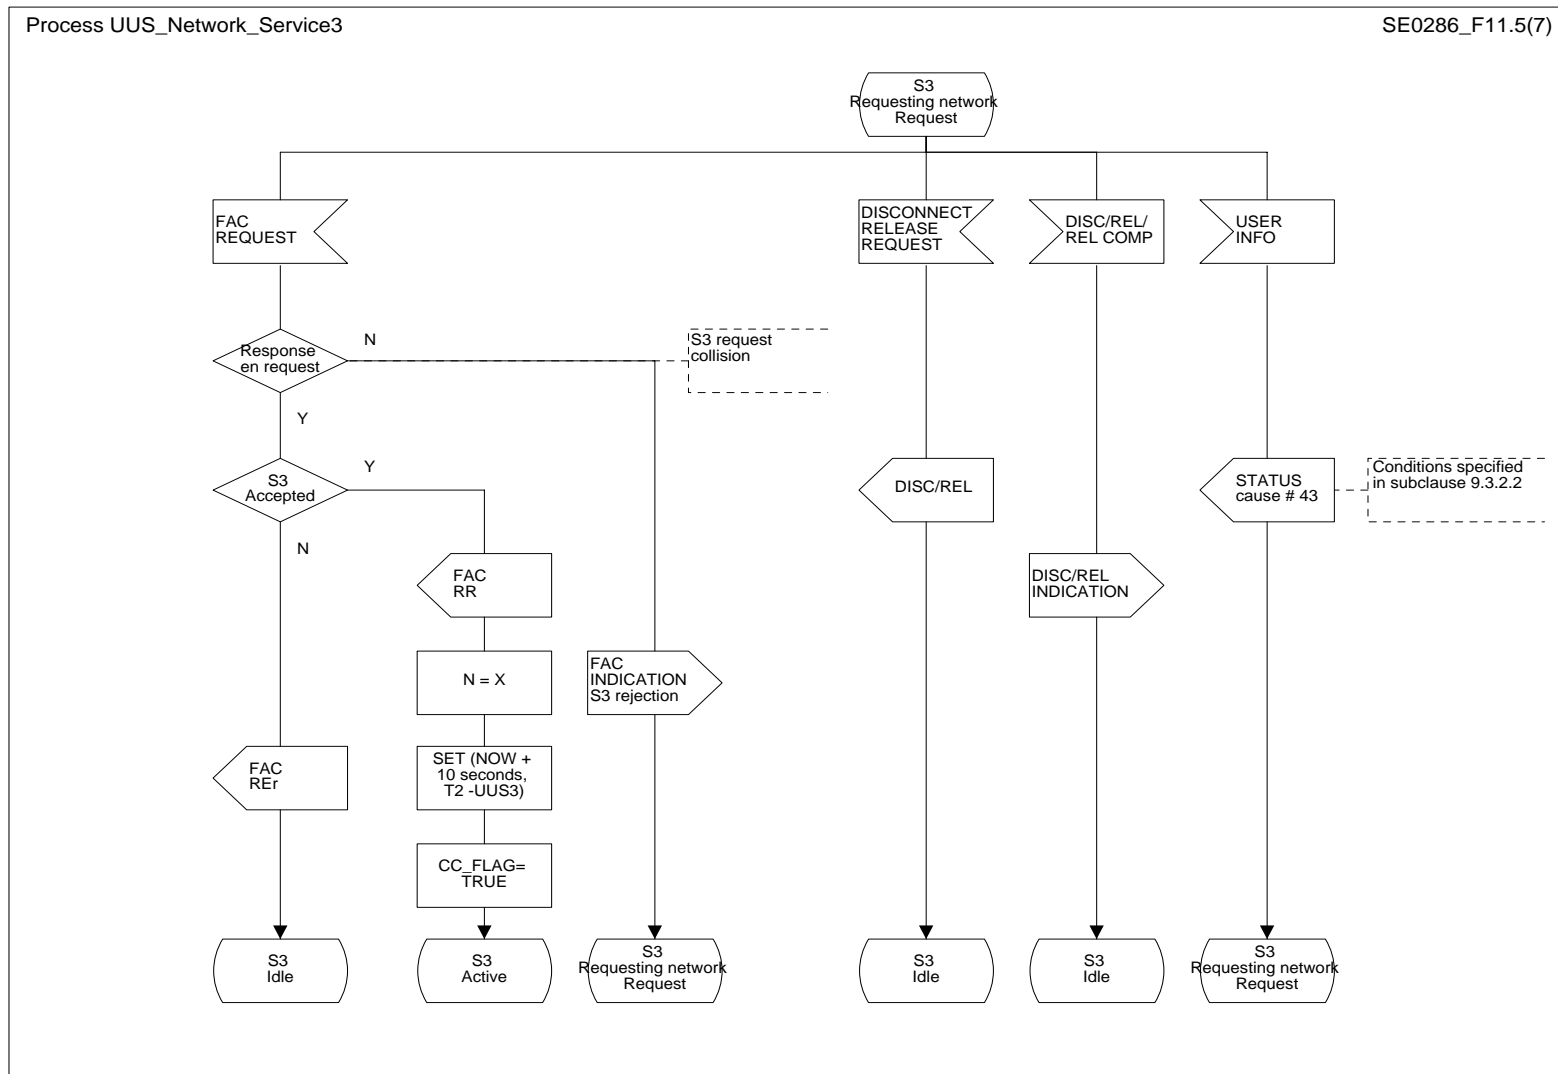 Process UUS_Network_Service3
SE0286_F11.5(7)
S3
Requesting network
Request
FAC
REQUEST
DISCONNECT
RELEASE
REQUEST
DISC/REL/
REL COMP
USER
INFO
Response
en request
N
S3 request
collision
Y
S3
Accepted
Y
N
DISC/REL
STATUS
cause # 43
Conditions specified
in subclause 9.3.2.2
FAC
RR
DISC/REL
INDICATION
N = X
FAC
INDICATION
S3 rejection
FAC
REr
SET (NOW +
10 seconds,
T2 -UUS3)
CC_FLAG=
TRUE
S3
Idle
S3
Active
S3
Requesting network
Request
S3
Idle
S3
Idle
S3
Requesting network
Request